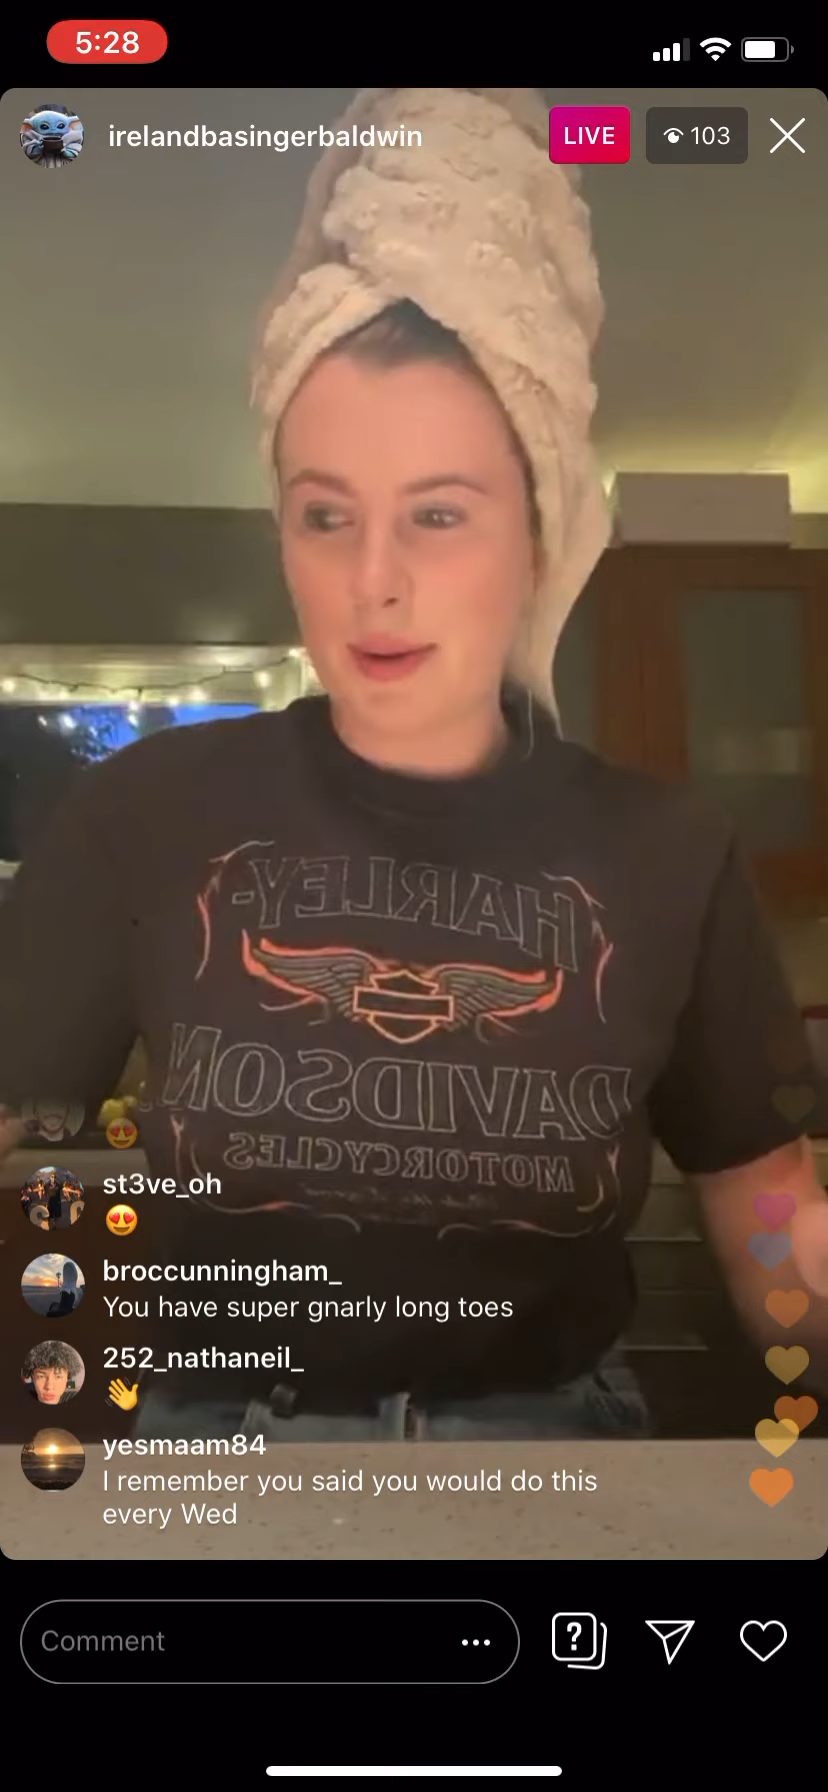 5:28
irelandbasingerbaldwin
LIVE
103
HARLEY-
DAVIDSON
MOTORCYCLES
st3ve_oh
😍
broccunningham_
You have super gnarly long toes
252_nathaneil_
👋
yesmaam84
I remember you said you would do this
every Wed
Comment